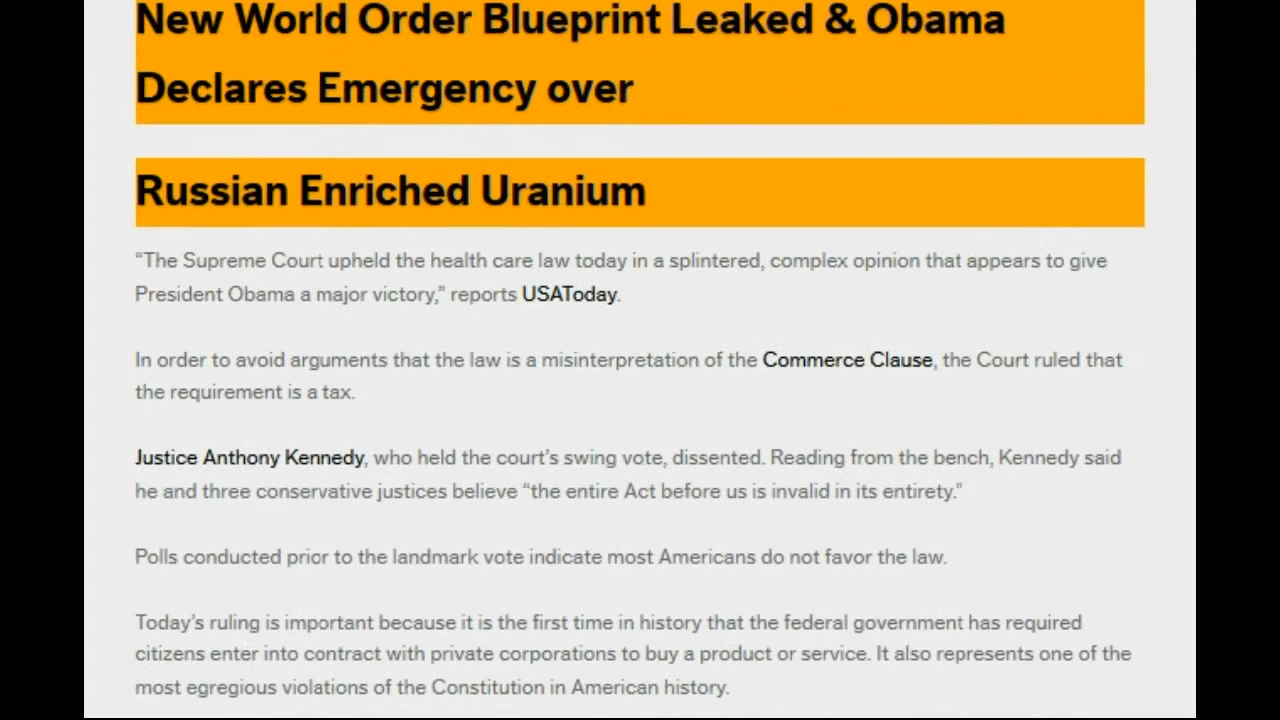 New World Order Blueprint Leaked & Obama
Declares Emergency over
Russian Enriched Uranium
“The Supreme Court upheld the health care law today in a splintered, complex opinion that appears to give
President Obama a major victory,” reports USAToday.
In order to avoid arguments that the law is a misinterpretation of the Commerce Clause, the Court ruled that
the requirement is a tax.
Justice Anthony Kennedy, who held the court’s swing vote, dissented. Reading from the bench, Kennedy said
he and three conservative justices believe “the entire Act before us is invalid in its entirety.”
Polls conducted prior to the landmark vote indicate most Americans do not favor the law.
Today’s ruling is important because it is the first time in history that the federal government has required
citizens enter into contract with private corporations to buy a product or service. It also represents one of the
most egregious violations of the Constitution in American history.